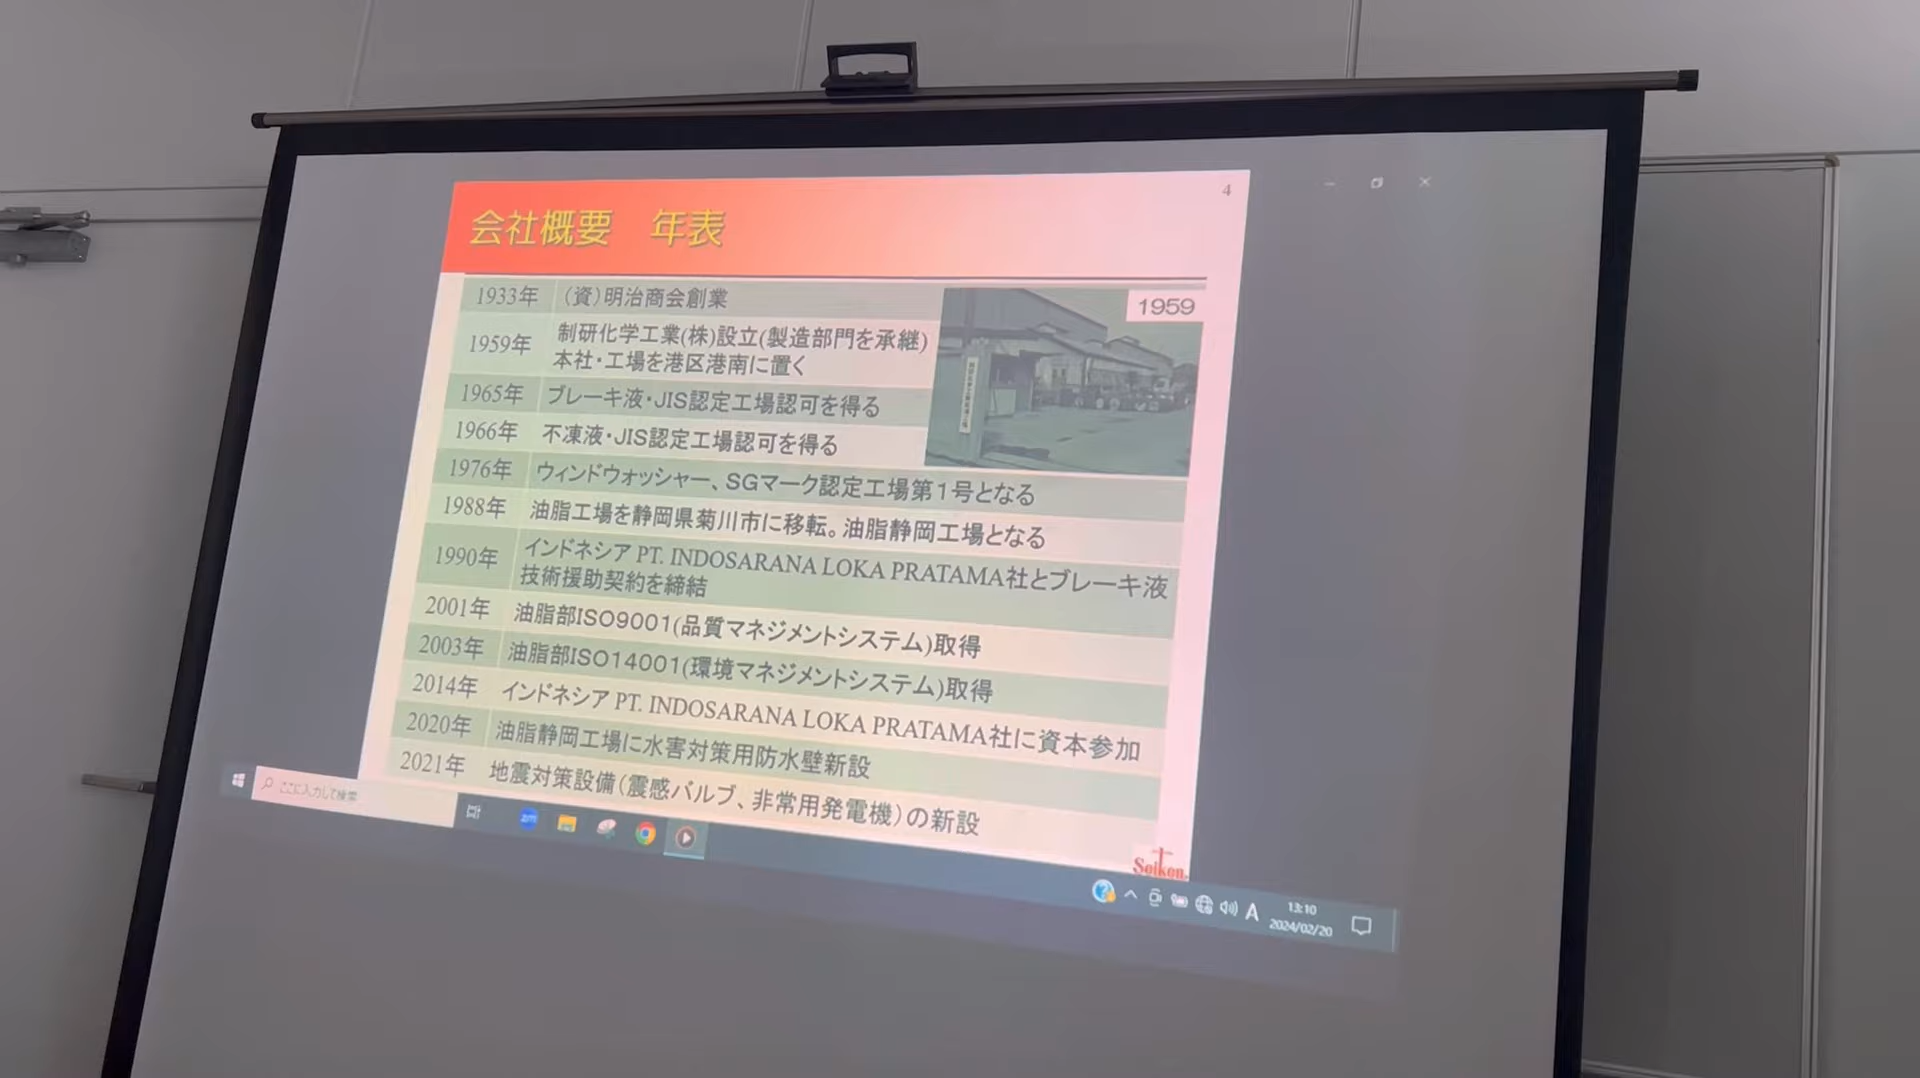 4
会社概要 年表
1933年 (資)明治商会創業
1959
1959年 制研化学工業(株)設立(製造部門を承継)
本社・工場を港区港南に置く
1965年 ブレーキ液・JIS認定工場認可を得る
1966年 不凍液・JIS認定工場認可を得る
1976年 ウィンドウォッシャー、SGマーク認定工場第1号となる
1988年 油脂工場を静岡県菊川市に移転。油脂静岡工場となる
1990年 インドネシア PT. INDOSARANA LOKA PRATAMA社とブレーキ液
技術援助契約を締結
2001年 油脂部ISO9001(品質マネジメントシステム)取得
2003年 油脂部ISO14001(環境マネジメントシステム)取得
2014年 インドネシア PT. INDOSARANA LOKA PRATAMA社に資本参加
2020年 油脂静岡工場に水害対策用防水壁新設
2021年 地震対策設備(震感バルブ、非常用発電機)の新設
Seiken
ここに入力して検索
A
13:10
2024/02/20